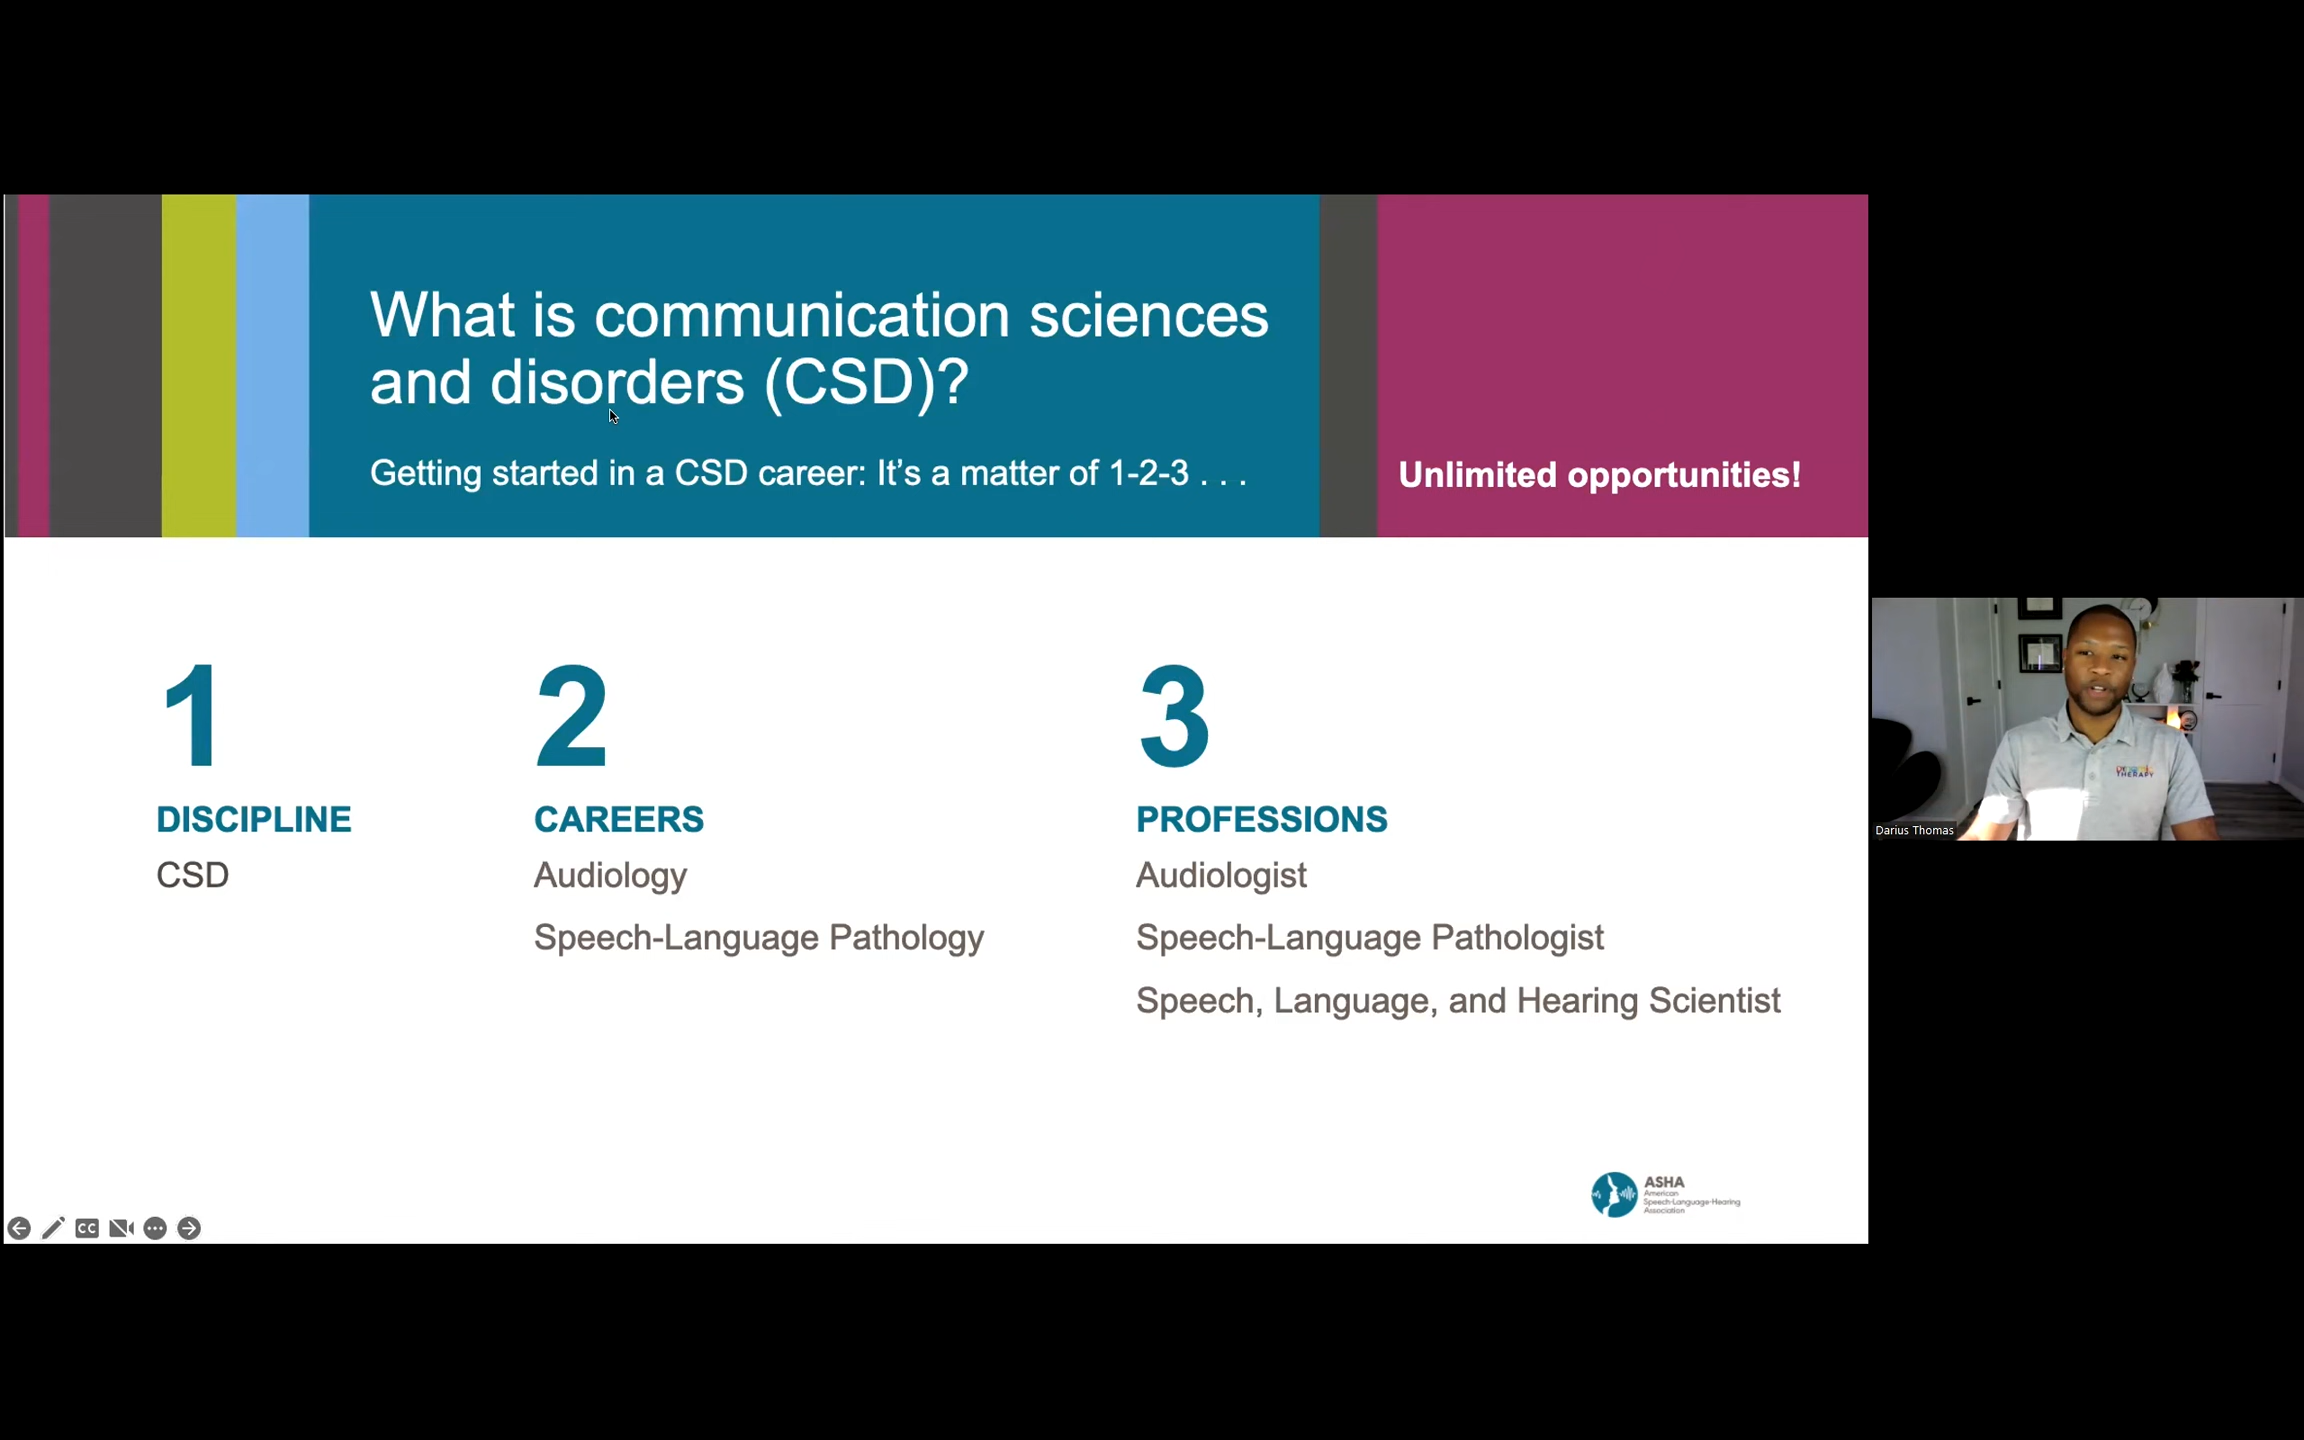 What is communication sciences
and disorders (CSD)?
Getting started in a CSD career: It’s a matter of 1-2-3 . . .
Unlimited opportunities!
1
DISCIPLINE
CSD
2
CAREERS
Audiology
Speech-Language Pathology
3
PROFESSIONS
Audiologist
Speech-Language Pathologist
Speech, Language, and Hearing Scientist
ASHA
American
Speech-Language-Hearing
Association
CC
THERAPY
Darius Thomas